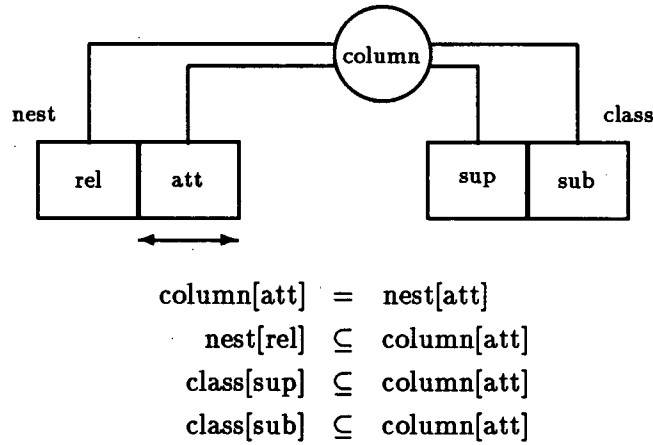 column
nest
class
rel att
sup sub
column[att] = nest[att]
nest[rel] ⊆ column[att]
class[sup] ⊆ column[att]
class[sub] ⊆ column[att]